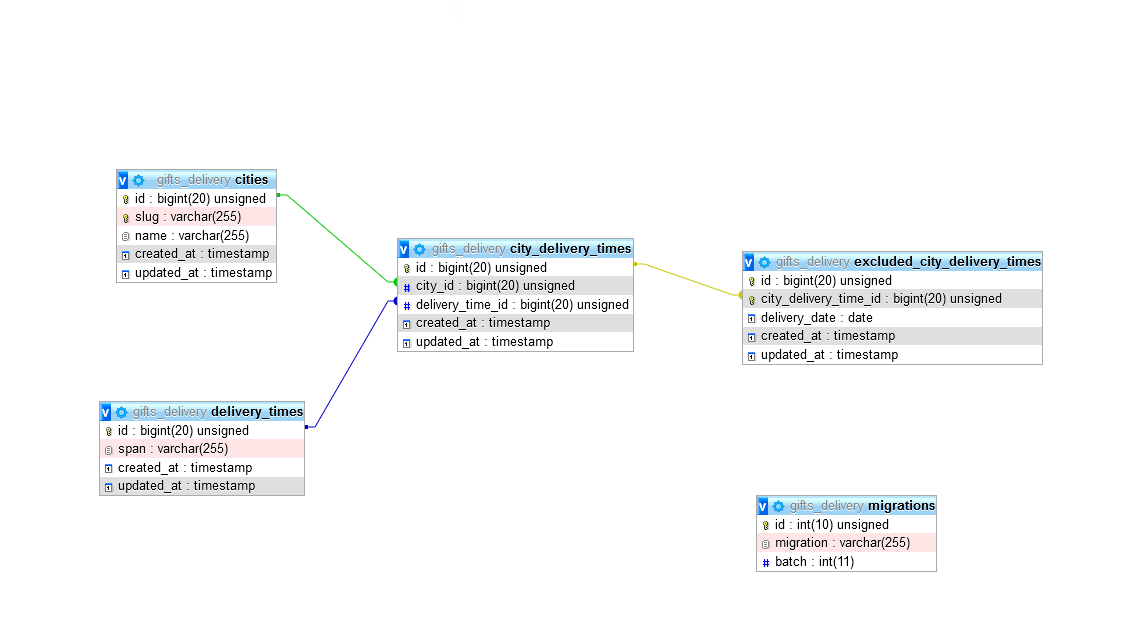 v gifts_delivery cities
id : bigint(20) unsigned
slug : varchar(255)
name : varchar(255)
created_at : timestamp
updated_at : timestamp
v gifts_delivery city_delivery_times
id : bigint(20) unsigned
# city_id : bigint(20) unsigned
# delivery_time_id : bigint(20) unsigned
created_at : timestamp
updated_at : timestamp
v gifts_delivery excluded_city_delivery_times
id : bigint(20) unsigned
city_delivery_time_id : bigint(20) unsigned
delivery_date : date
created_at : timestamp
updated_at : timestamp
v gifts_delivery delivery_times
id : bigint(20) unsigned
span : varchar(255)
created_at : timestamp
updated_at : timestamp
v gifts_delivery migrations
id : int(10) unsigned
migration : varchar(255)
# batch : int(11)